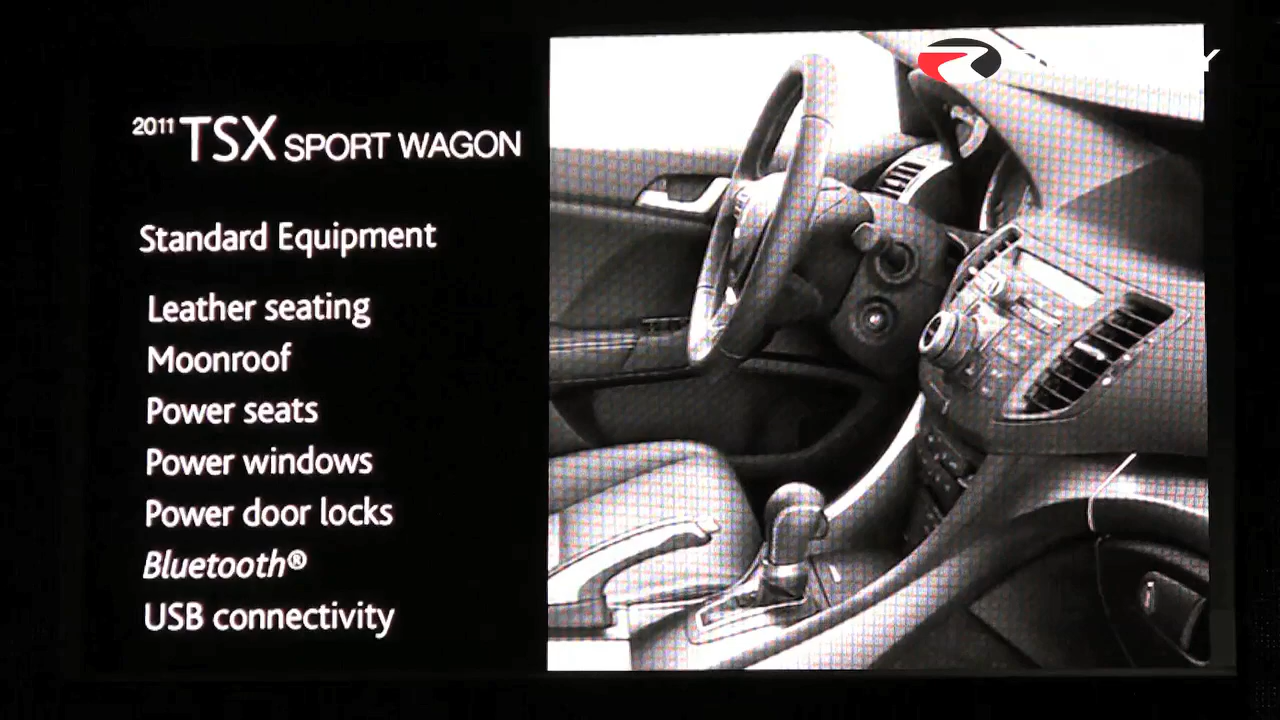 2011 TSX SPORT WAGON
Standard Equipment
Leather seating
Moonroof
Power seats
Power windows
Power door locks
Bluetooth®
USB connectivity